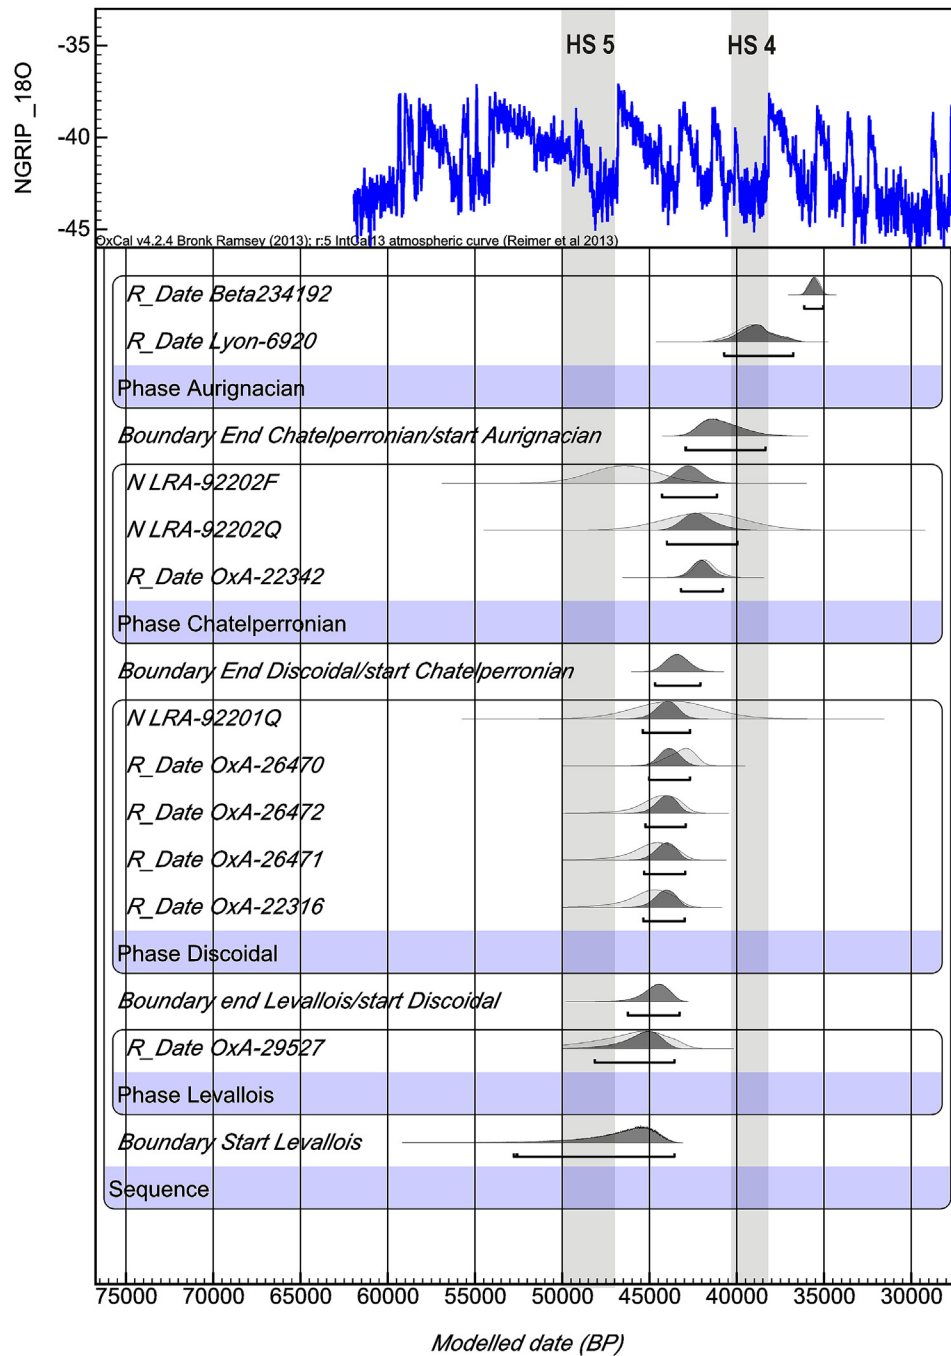 HS 5 HS 4
NGRIP _18O
-35
-40
-45
OxCal v4.2.4 Bronk Ramsey (2013); r:5 IntCal13 atmospheric curve (Reimer et al 2013)
R_Date Beta234192
R_Date Lyon-6920
Phase Aurignacian
Boundary End Chatelperronian/start Aurignacian
N LRA-92202F
N LRA-92202Q
R_Date OxA-22342
Phase Chatelperronian
Boundary End Discoidal/start Chatelperronian
N LRA-92201Q
R_Date OxA-26470
R_Date OxA-26472
R_Date OxA-26471
R_Date OxA-22316
Phase Discoidal
Boundary end Levallois/start Discoidal
R_Date OxA-29527
Phase Levallois
Boundary Start Levallois
Sequence
75000 70000 65000 60000 55000 50000 45000 40000 35000 30000
Modelled date (BP)